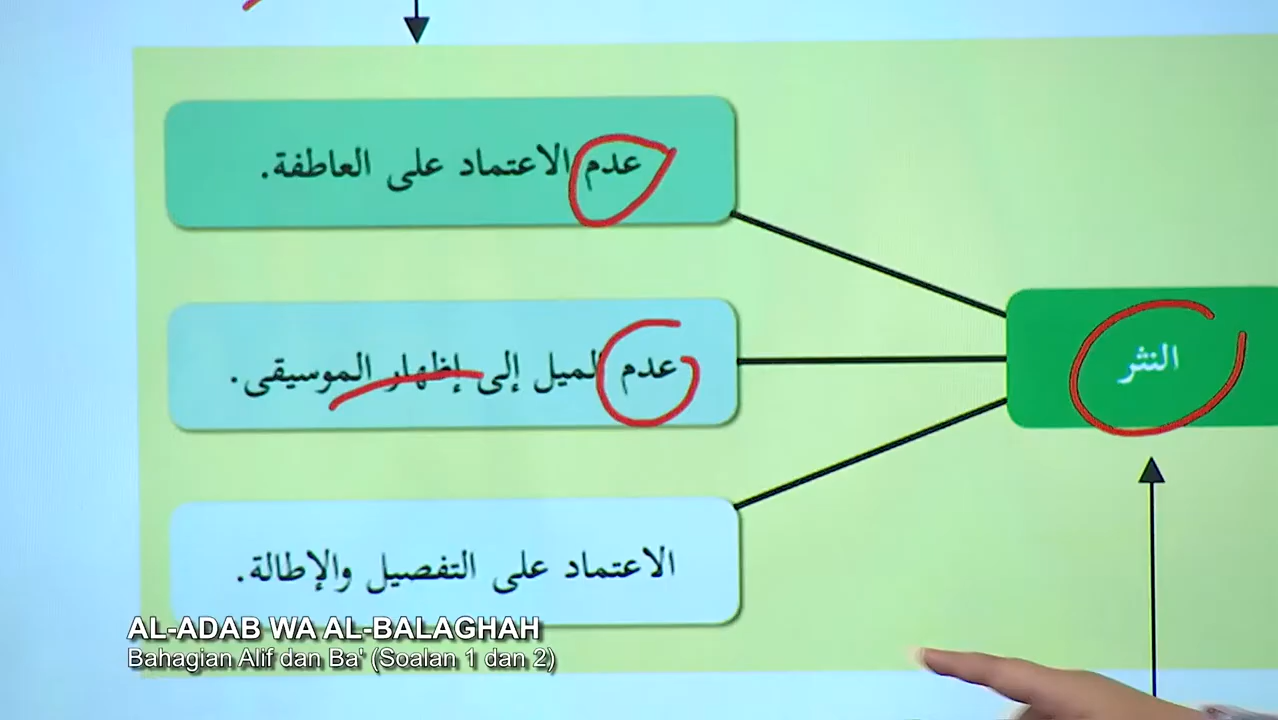 عدم الاعتماد على العاطفة.
عدم الميل إلى إظهار الموسيقى.
النثر
الاعتماد على التفصيل والإطالة.
AL-ADAB WA AL-BALAGHAH
Bahagian Alif dan Ba' (Soalan 1 dan 2)